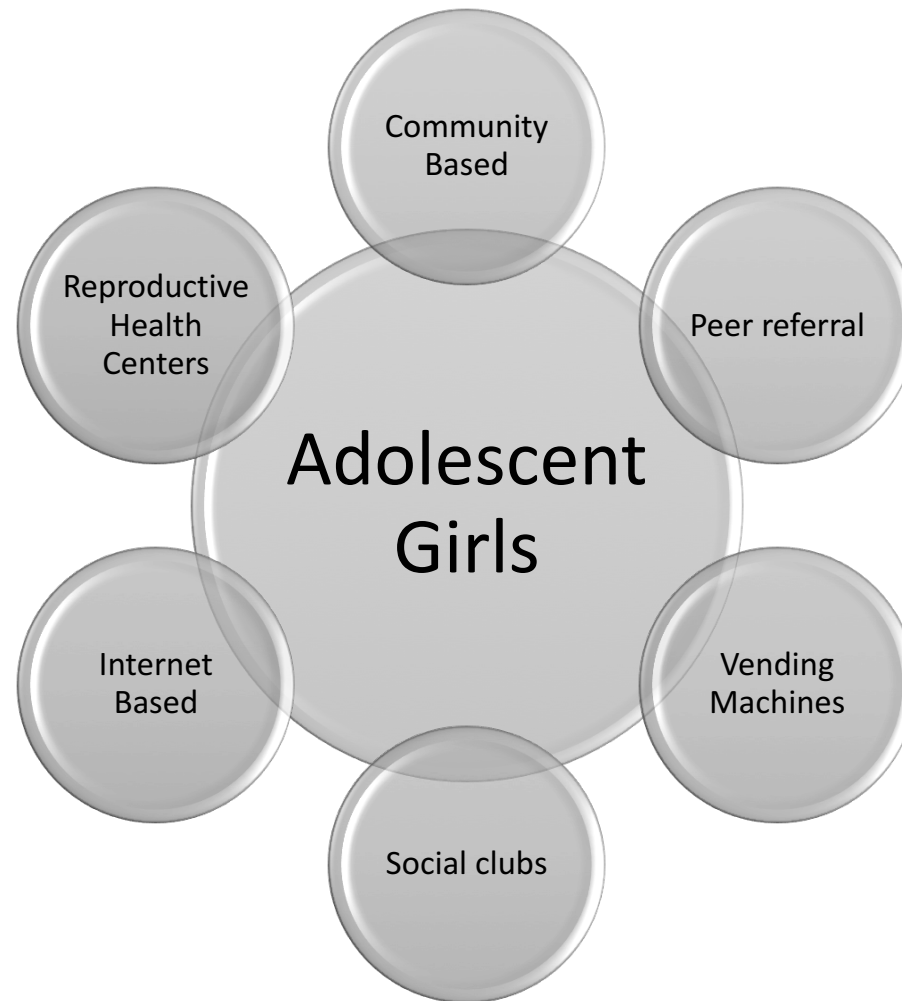 Community
Based
Reproductive
Health
Centers
Peer referral
Adolescent
Girls
Internet
Based
Vending
Machines
Social clubs